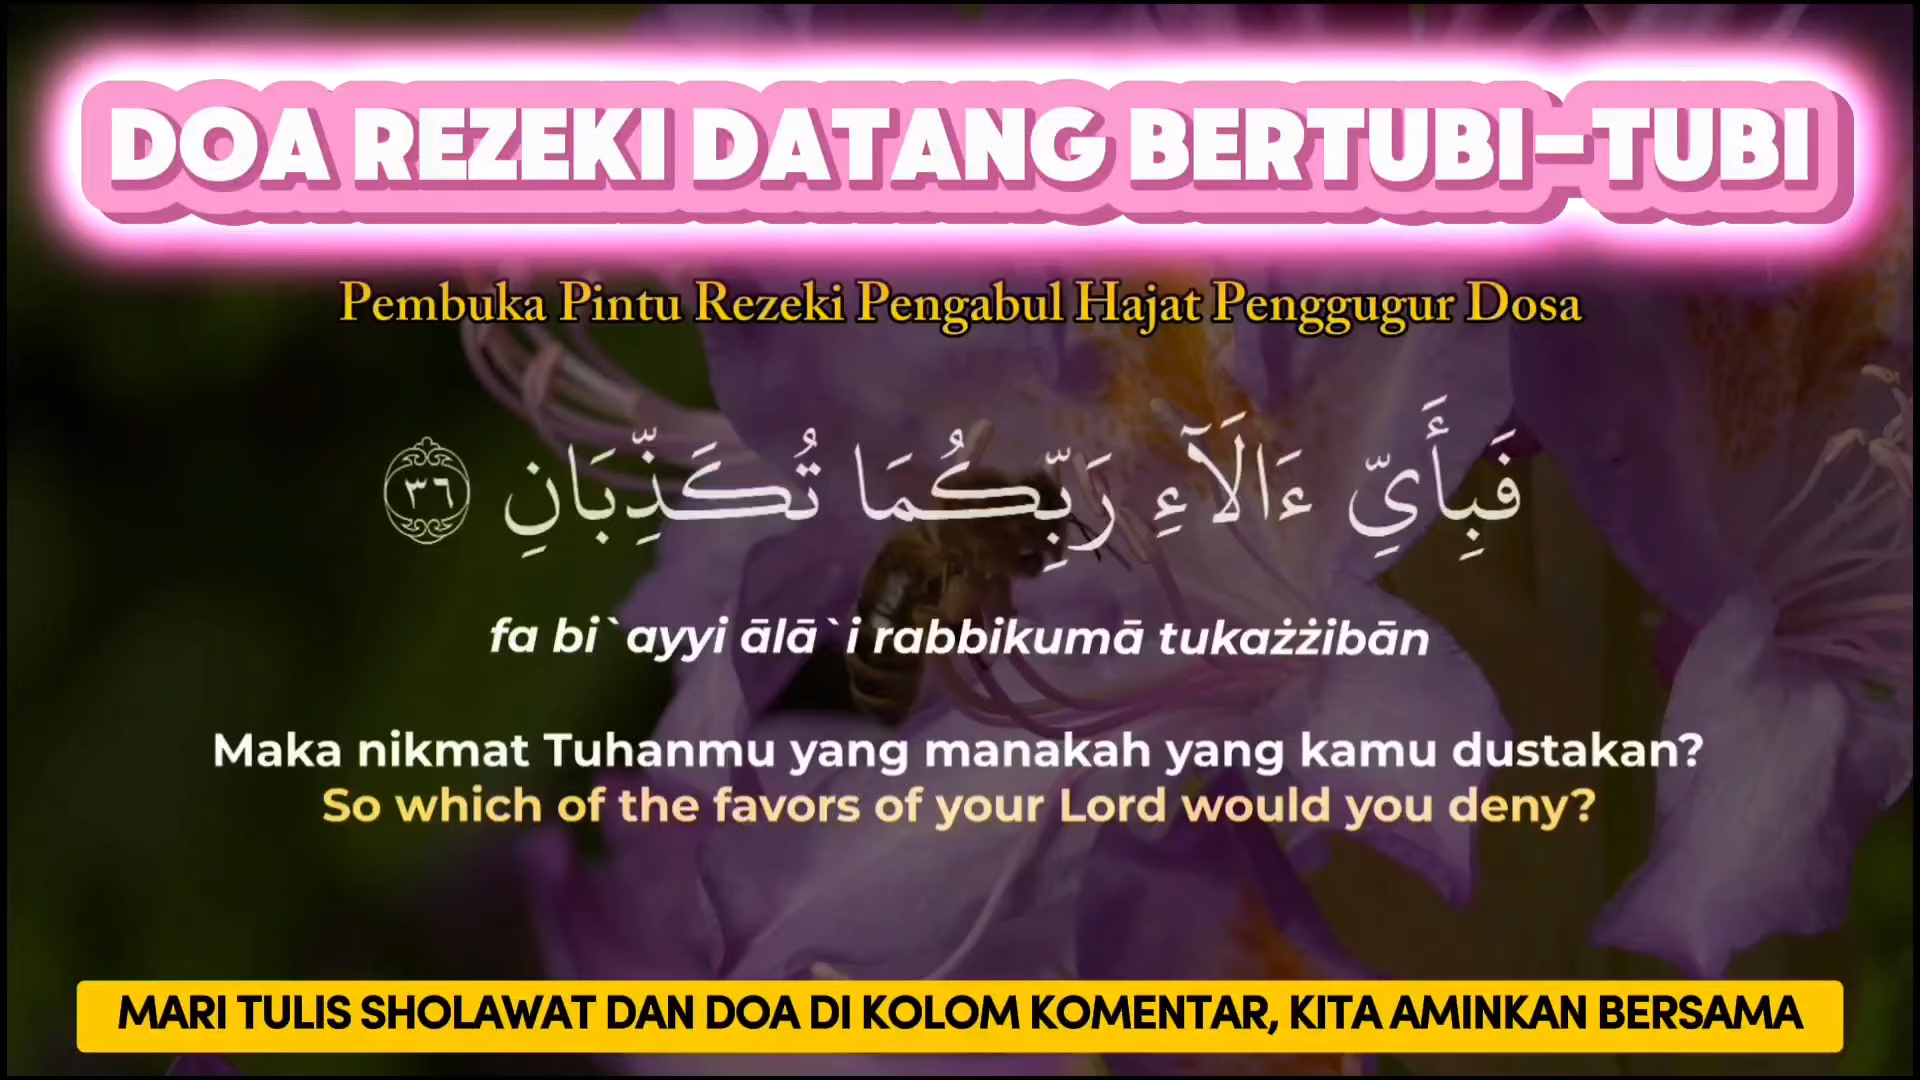 DOA REZEKI DATANG BERTUBI-TUBI
Pembuka Pintu Rezeki Pengabul Hajat Penggugur Dosa
فَبِأَيِّ ءَالَآءِ رَبِّكُمَا تُكَذِّبَانِ ٣٦
fa bi`ayyi ālā`i rabbikumā tukażżibān
Maka nikmat Tuhanmu yang manakah yang kamu dustakan?
So which of the favors of your Lord would you deny?
MARI TULIS SHOLAWAT DAN DOA DI KOLOM KOMENTAR, KITA AMINKAN BERSAMA